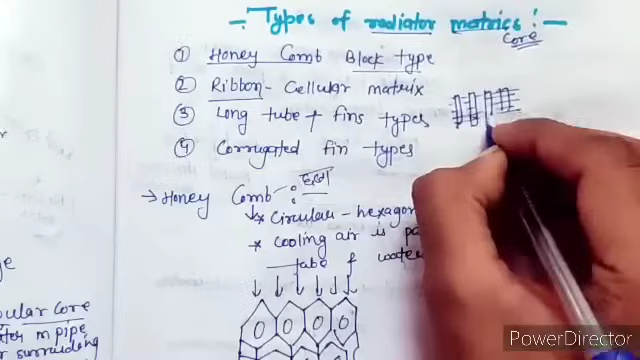 -: Types of radiator matrics :-
Core
① Honey Comb Block type
② Ribbon - Cellular matrix
③ Long tube + fins types
④ Corrugated fin types
→ Honey Comb -:
* Circular - hexagon
* Cooling air is pa
tube f water
ular core
ter in pipe
surrounding
PowerDirector